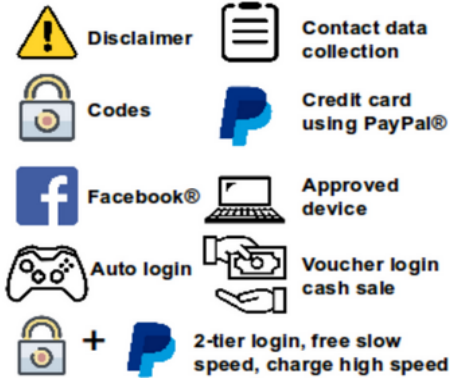 Disclaimer
Contact data
collection
Codes
Credit card
using PayPal®
Facebook®
Approved
device
Auto login
Voucher login
cash sale
+
2-tier login, free slow
speed, charge high speed